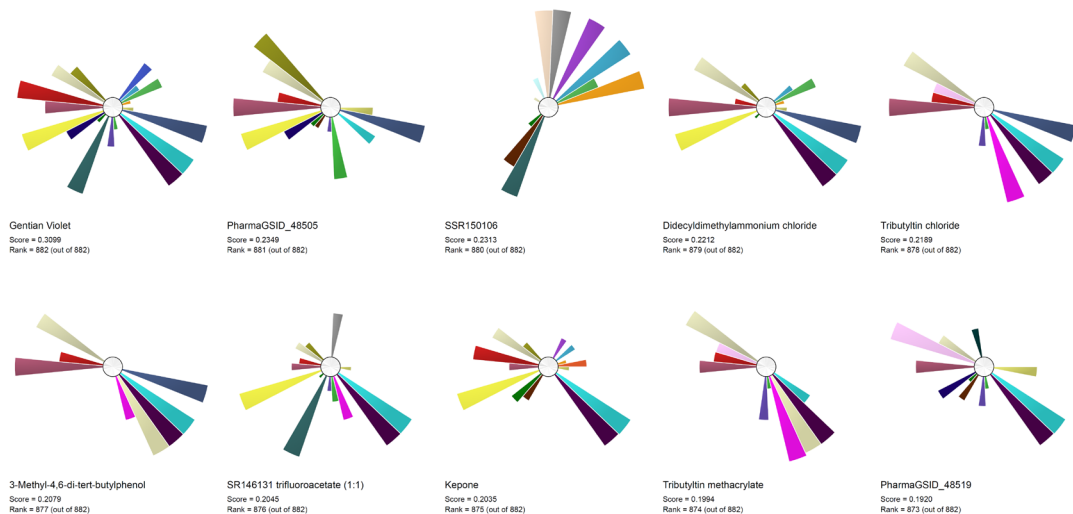 Gentian Violet
Score = 0.3099
Rank = 882 (out of 882)
PharmaGSID_48505
Score = 0.2349
Rank = 881 (out of 882)
SSR150106
Score = 0.2313
Rank = 880 (out of 882)
Didecyldimethylammonium chloride
Score = 0.2212
Rank = 879 (out of 882)
Tributyltin chloride
Score = 0.2189
Rank = 878 (out of 882)
3-Methyl-4,6-di-tert-butylphenol
Score = 0.2079
Rank = 877 (out of 882)
SR146131 trifluoroacetate (1:1)
Score = 0.2045
Rank = 876 (out of 882)
Kepone
Score = 0.2035
Rank = 875 (out of 882)
Tributyltin methacrylate
Score = 0.1994
Rank = 874 (out of 882)
PharmaGSID_48519
Score = 0.1920
Rank = 873 (out of 882)